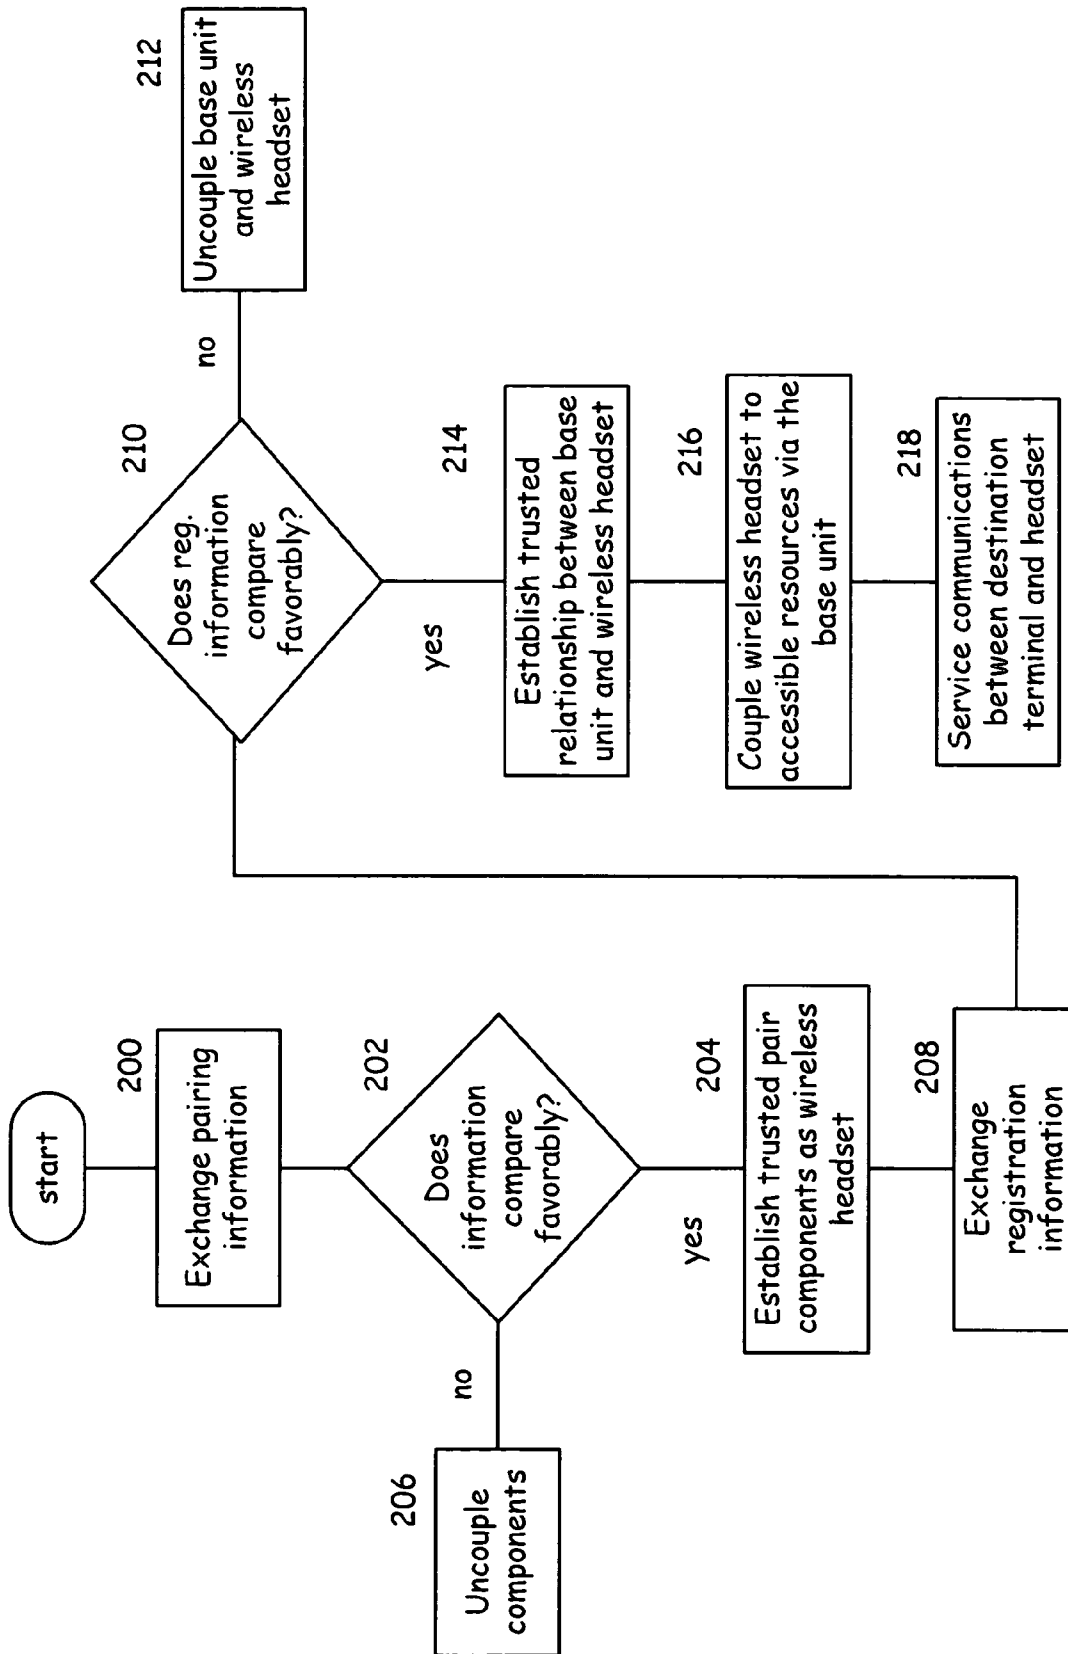 start
200
Exchange pairing
information
202
Does
information
compare
favorably?
no
206
Uncouple
components
yes
204
Establish trusted pair
components as wireless
headset
208
Exchange
registration
information
210
Does reg.
information
compare
favorably?
no
212
Uncouple base unit
and wireless
headset
yes
214
Establish trusted
relationship between base
unit and wireless headset
216
Couple wireless headset to
accessible resources via the
base unit
218
Service communications
between destination
terminal and headset